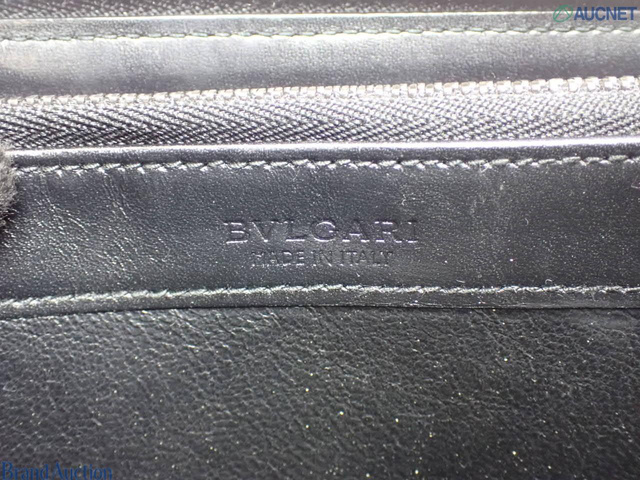 AUCNET
BVLGARI
MADE IN ITALY
Brand Auction